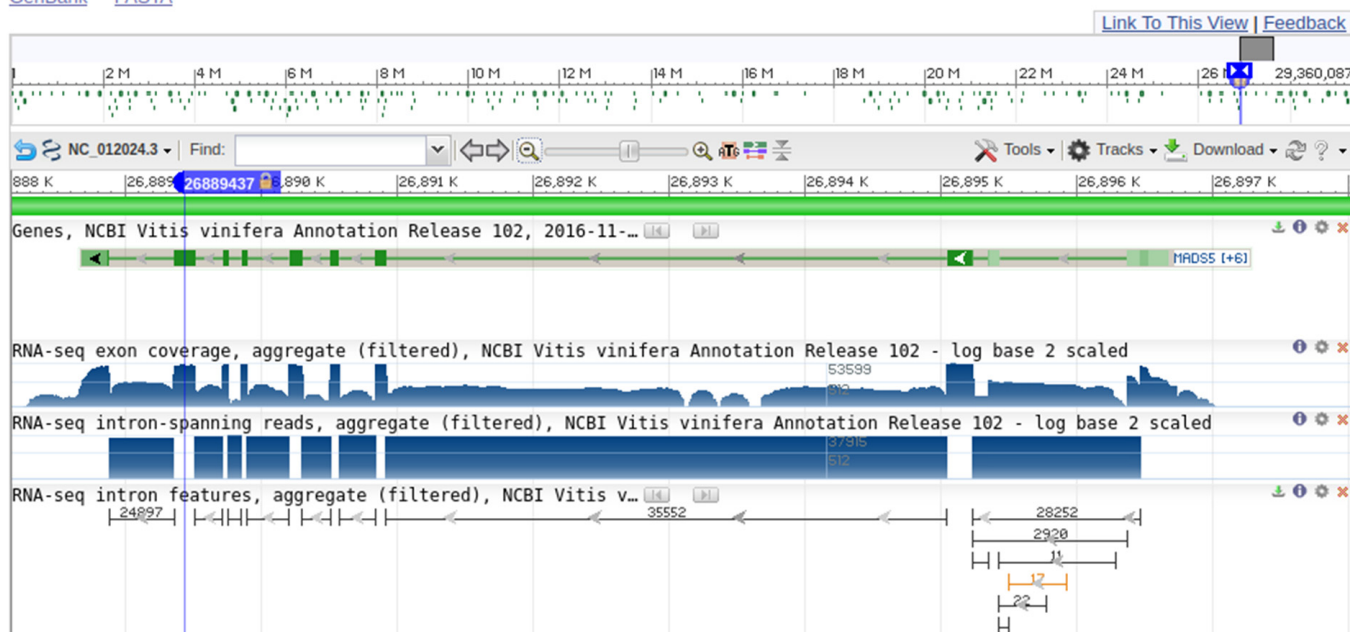 GenBank FASTA
Link To This View | Feedback
1 2 M 4 M 6 M 8 M 10 M 12 M 14 M 16 M 18 M 20 M 22 M 24 M 26 M 29,360,087
NC_012024.3 Find: ATG Tools Tracks Download ?
888 K 26,889 26889437 6,890 K 26,891 K 26,892 K 26,893 K 26,894 K 26,895 K 26,896 K 26,897 K
Genes, NCBI Vitis vinifera Annotation Release 102, 2016-11-…
MADS5 [+6]
RNA-seq exon coverage, aggregate (filtered), NCBI Vitis vinifera Annotation Release 102 - log base 2 scaled
53599
512
RNA-seq intron-spanning reads, aggregate (filtered), NCBI Vitis vinifera Annotation Release 102 - log base 2 scaled
37915
512
RNA-seq intron features, aggregate (filtered), NCBI Vitis v…
24897 35552 28252
2920
11
17
22